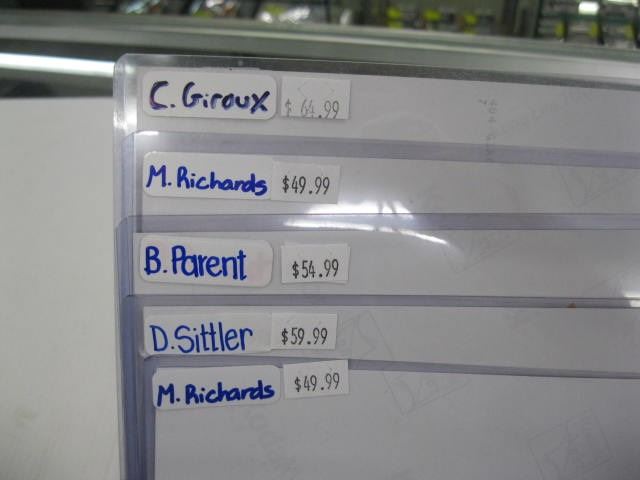 C. Giroux $ 64.99
M. Richards $49.99
B. Parent $54.99
D. Sittler $59.99
M. Richards $49.99